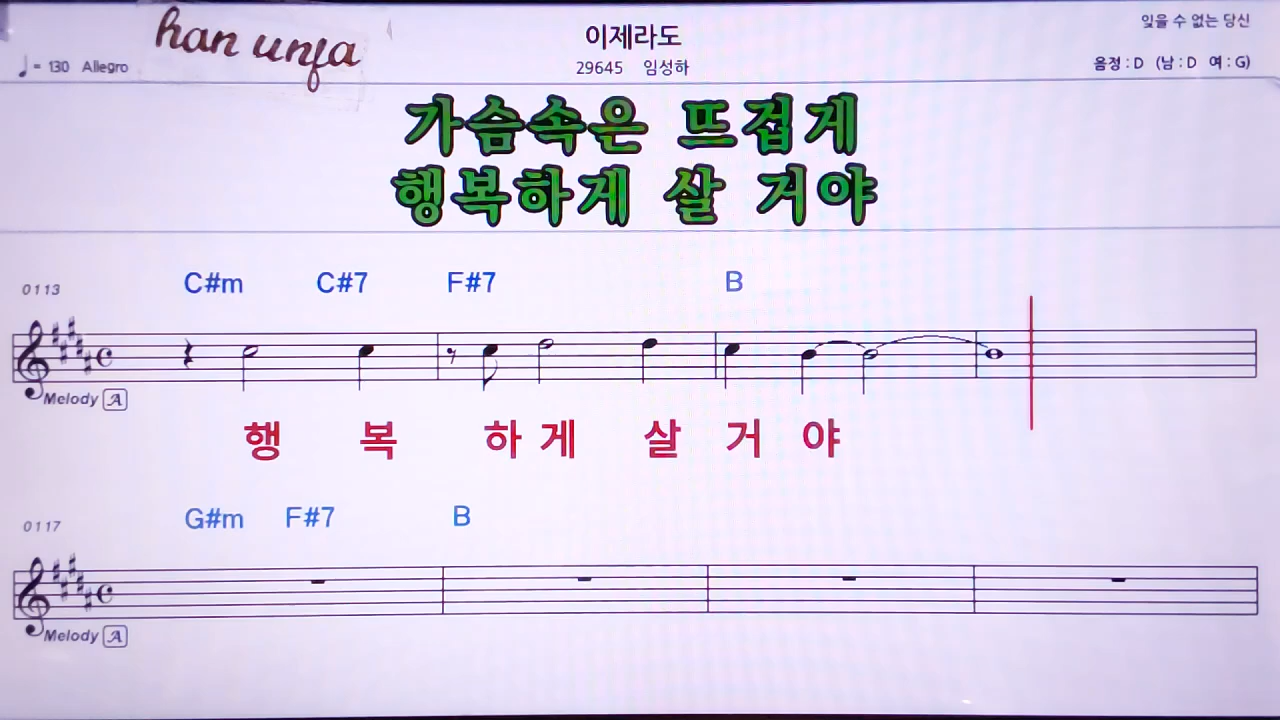 han unfa
이제라도
잊을 수 없는 당신
♩= 130 Allegro
29645 임성하
음정 : D (남 : D 여 : G)
가슴속은 뜨겁게
행복하게 살 거야
0113
C#m C#7 F#7 B
Melody A
행 복 하 게 살 거 야
0117
G#m F#7 B
Melody A